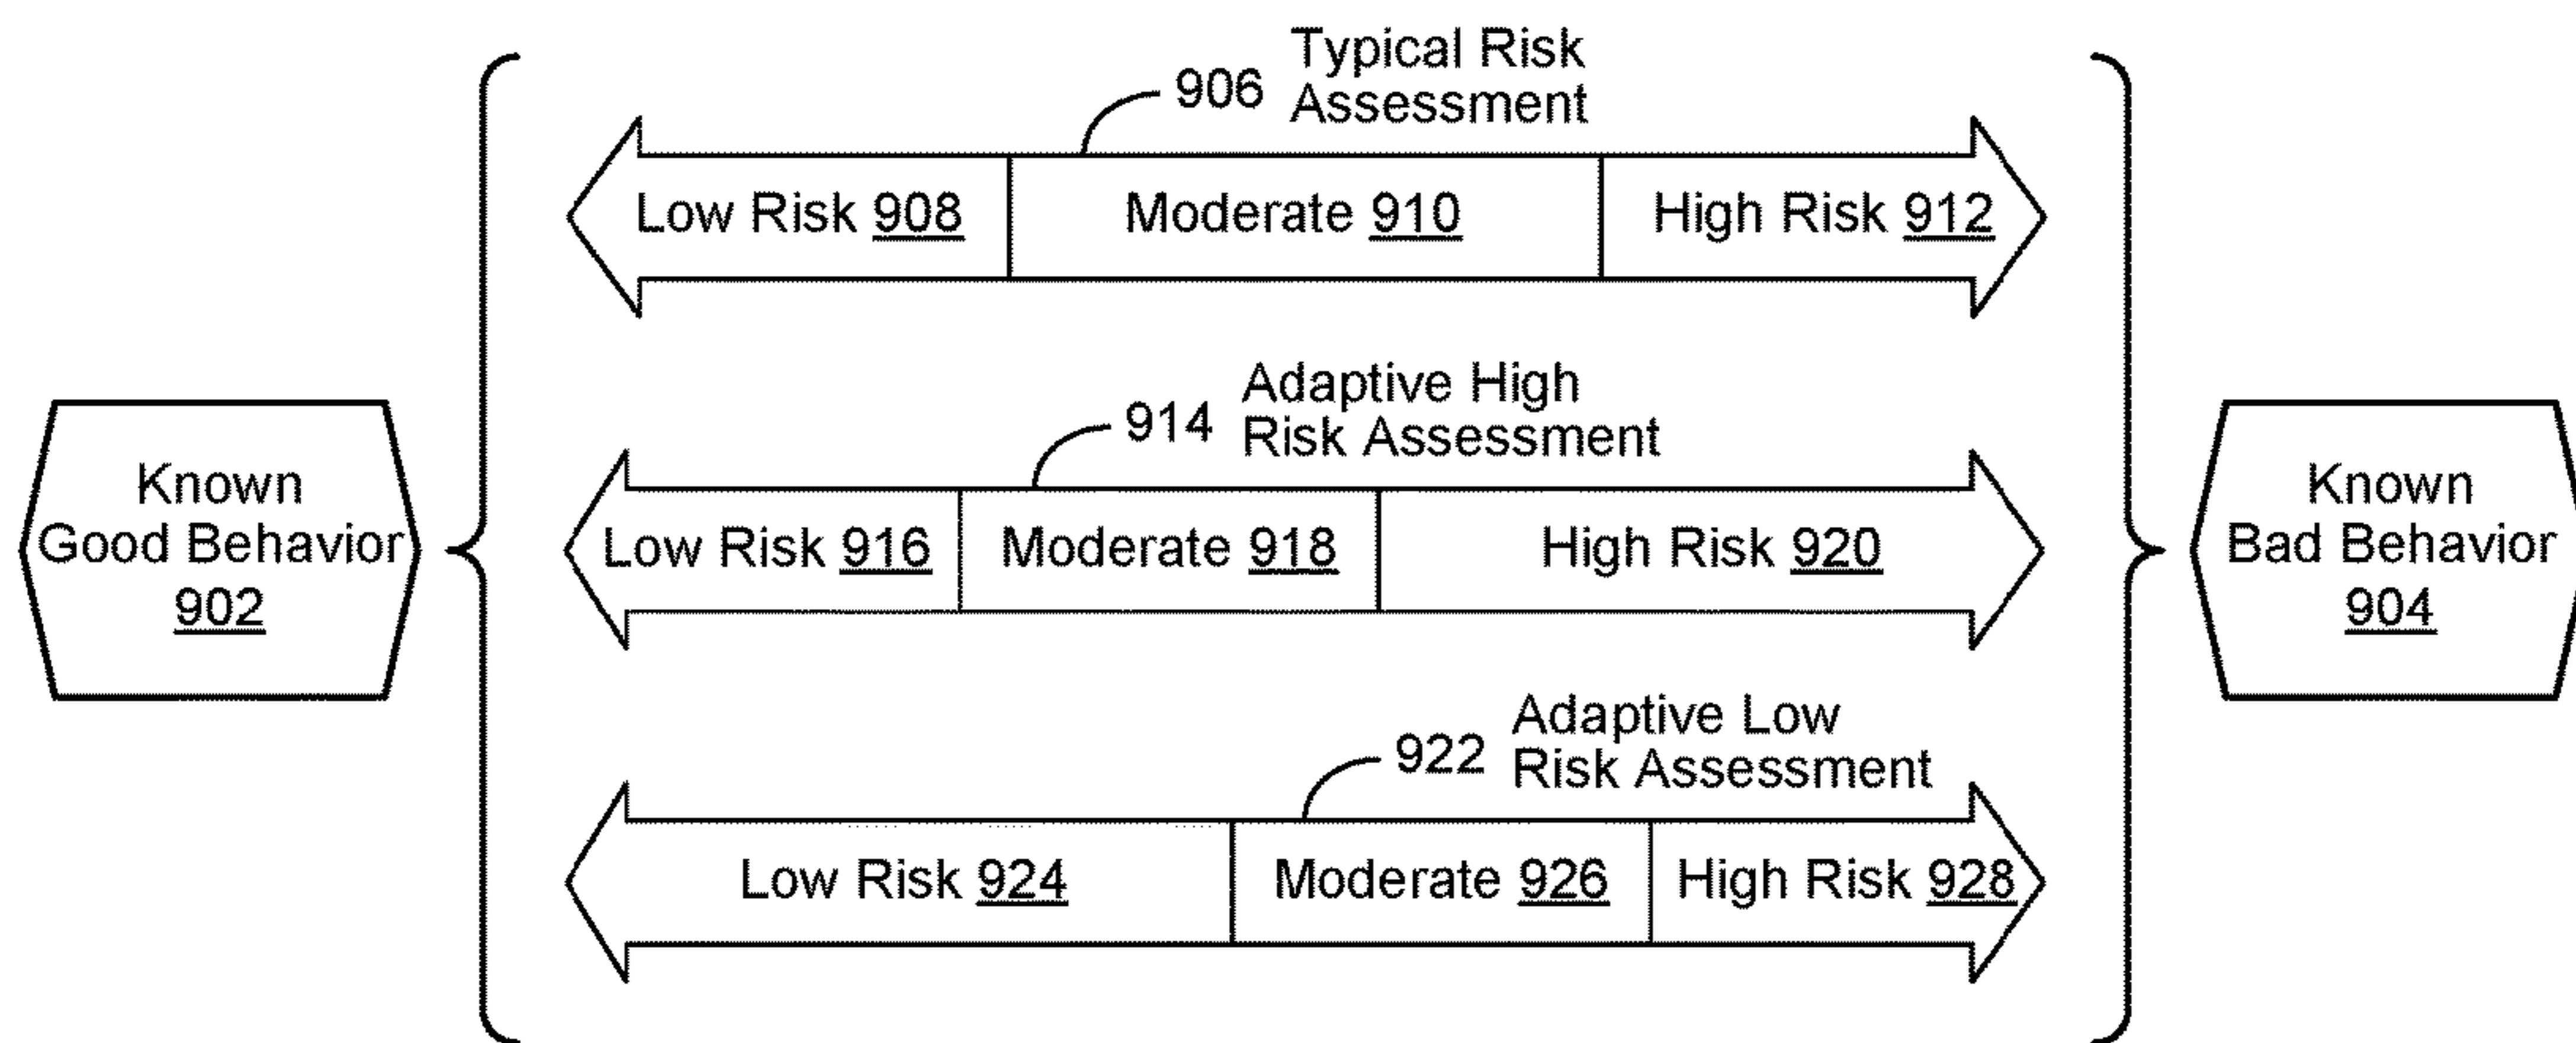 Typical Risk
906 Assessment
Low Risk 908 Moderate 910 High Risk 912
Adaptive High
914 Risk Assessment
Known
Good Behavior
902
Low Risk 916 Moderate 918 High Risk 920
Known
Bad Behavior
904
Adaptive Low
922 Risk Assessment
Low Risk 924 Moderate 926 High Risk 928